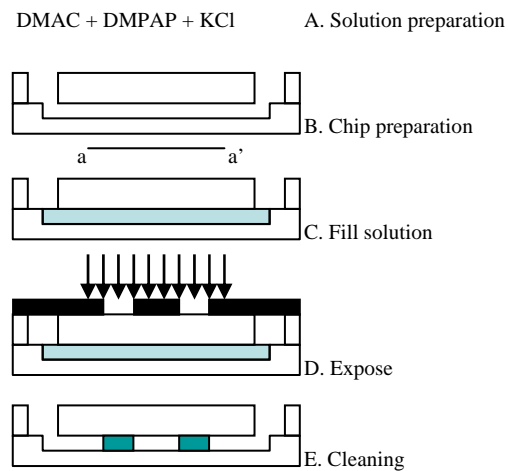 DMAC + DMPAP + KCl A. Solution preparation
B. Chip preparation
a a’
C. Fill solution
D. Expose
E. Cleaning